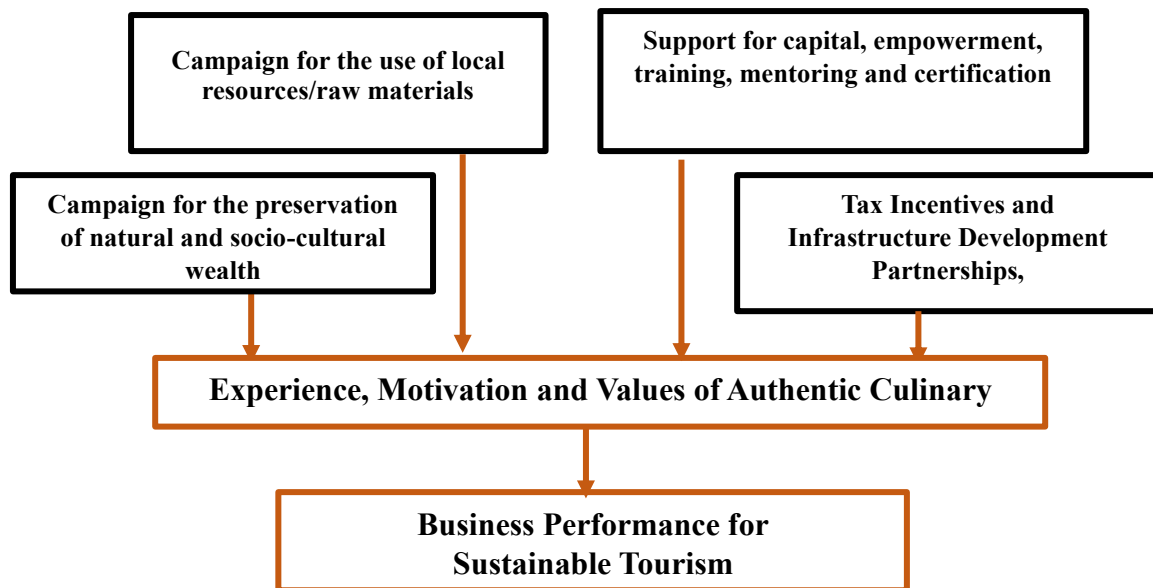 Campaign for the use of local
resources/raw materials
Support for capital, empowerment,
training, mentoring and certification
Campaign for the preservation
of natural and socio-cultural
wealth
Tax Incentives and
Infrastructure Development
Partnerships,
Experience, Motivation and Values of Authentic Culinary
Business Performance for
Sustainable Tourism